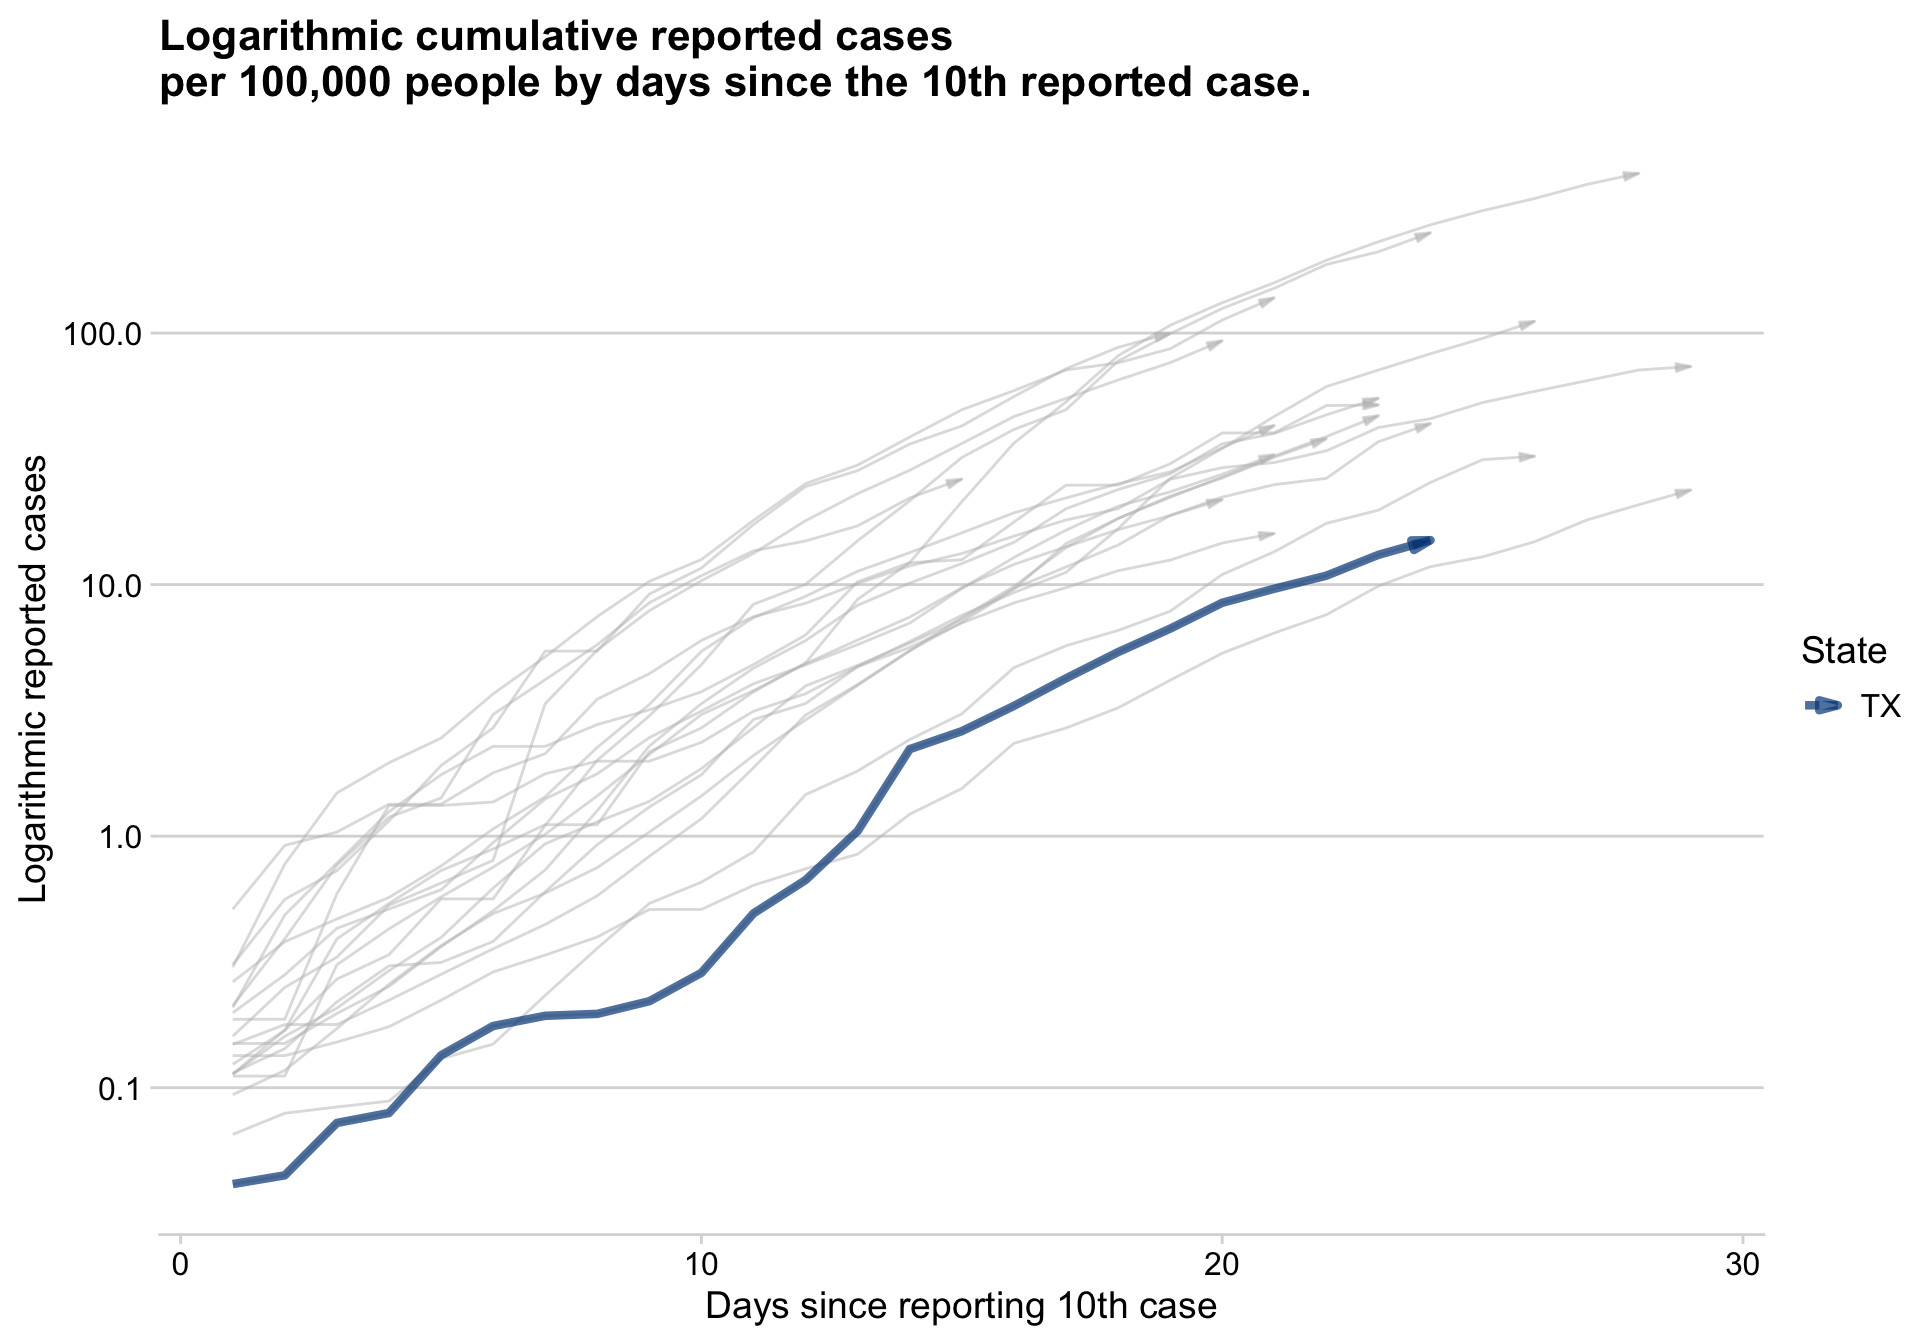 Logarithmic cumulative reported cases
per 100,000 people by days since the 10th reported case.
Logarithmic reported cases
100.0
10.0
1.0
0.1
0
10
20
30
Days since reporting 10th case
State
TX